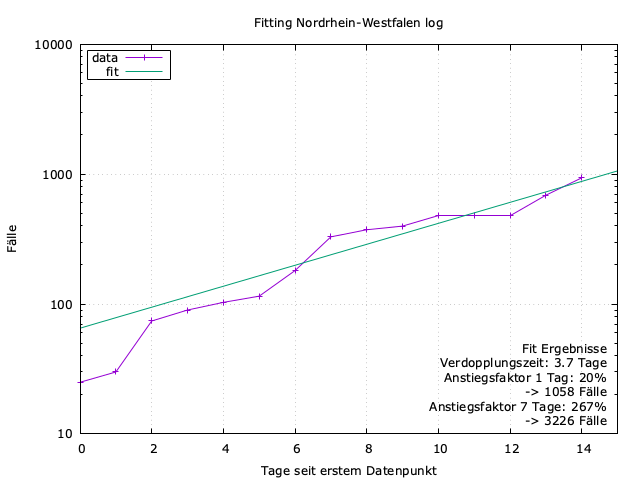 Fitting Nordrhein-Westfalen log
10000
1000
100
10
Fälle
data
fit
Fit Ergebnisse
Verdopplungszeit: 3.7 Tage
Anstiegsfaktor 1 Tag: 20%
-> 1058 Fälle
Anstiegsfaktor 7 Tage: 267%
-> 3226 Fälle
0 2 4 6 8 10 12 14
Tage seit erstem Datenpunkt